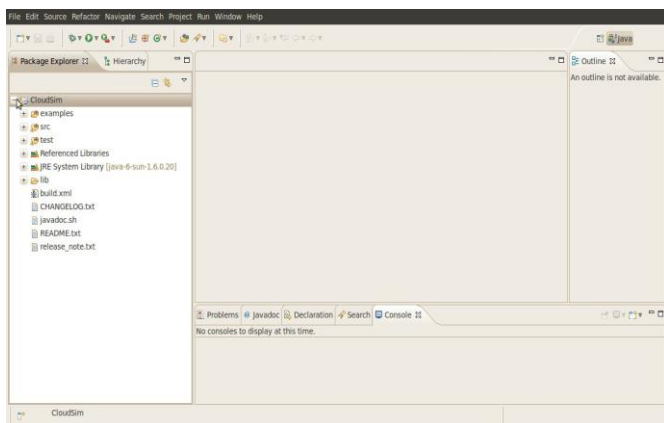 File Edit Source Refactor Navigate Search Project Run Window Help
Java
Package Explorer Hierarchy
Outline
An outline is not available.
CloudSim
examples
src
test
Referenced Libraries
JRE System Library [java-6-sun-1.6.0.20]
lib
build.xml
CHANGELOG.txt
javadoc.sh
README.txt
release_note.txt
Problems Javadoc Declaration Search Console
No consoles to display at this time.
CloudSim